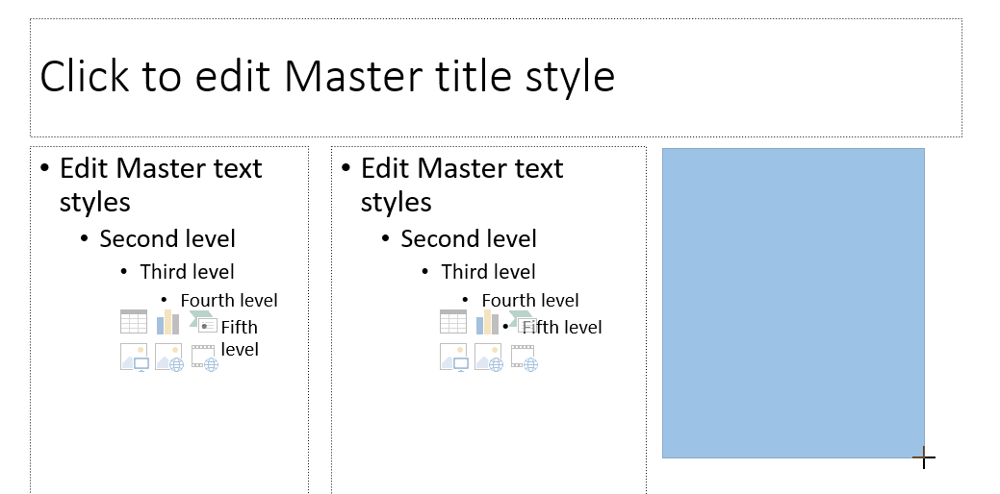 Click to edit Master title style
• Edit Master text
styles
• Second level
• Third level
• Fourth level
• Fifth
level
• Edit Master text
styles
• Second level
• Third level
• Fourth level
• Fifth level